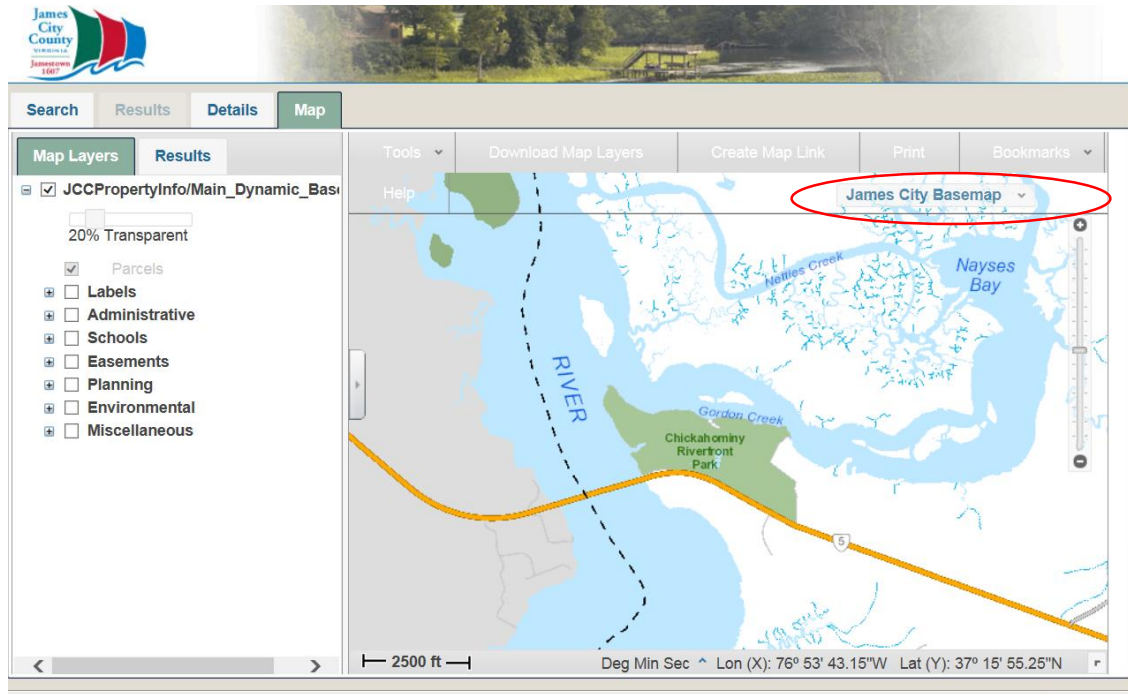 James
City
County
VIRGINIA
Jamestown
1607
Search Results Details Map
Map Layers Results
Tools Download Map Layers Create Map Link Print Bookmarks
Help James City Basemap
JCCPropertyInfo/Main_Dynamic_Base
20% Transparent
Parcels
Labels
Administrative
Schools
Easements
Planning
Environmental
Miscellaneous
Nettles Creek
Nayses
Bay
RIVER
Gordon Creek
Chickahominy
Riverfront
Park
5
2500 ft Deg Min Sec Lon (X): 76º 53' 43.15"W Lat (Y): 37º 15' 55.25"N